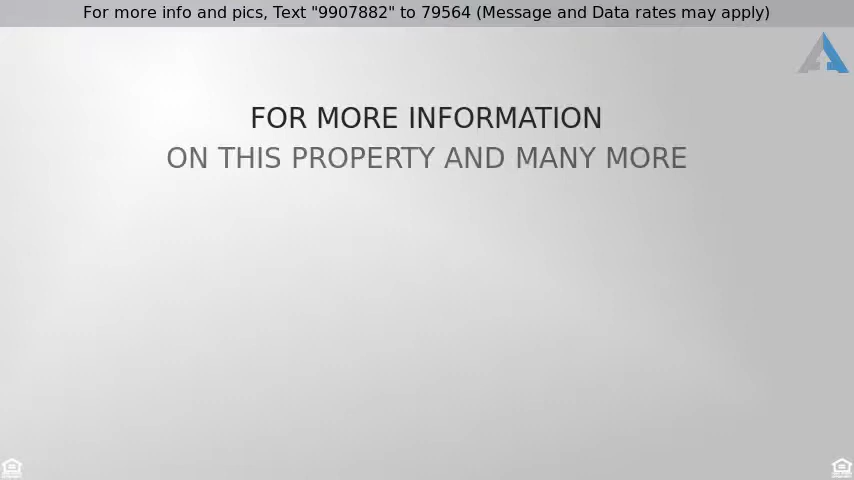 For more info and pics, Text "9907882" to 79564 (Message and Data rates may apply)
FOR MORE INFORMATION
ON THIS PROPERTY AND MANY MORE